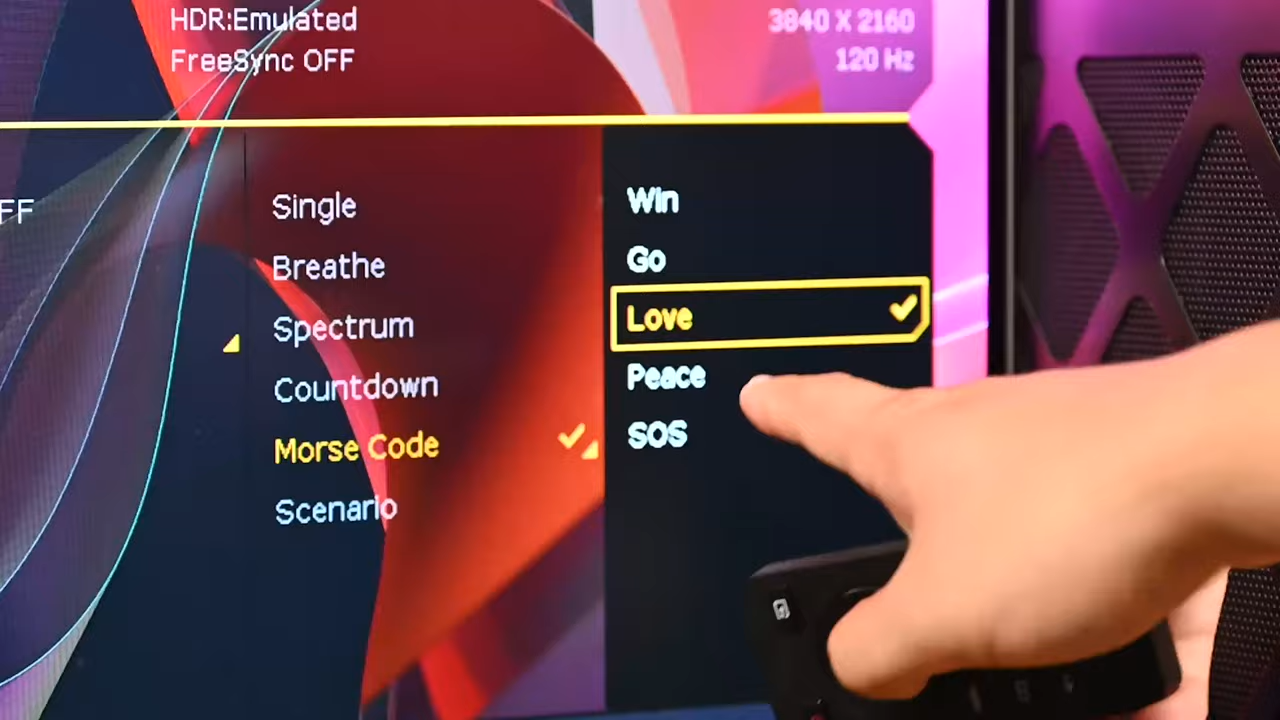 HDR:Emulated
3840 X 2160
FreeSync OFF
120 Hz
FF
Single
Breathe
Spectrum
Countdown
Morse Code
Scenario
Win
Go
Love
Peace
SOS